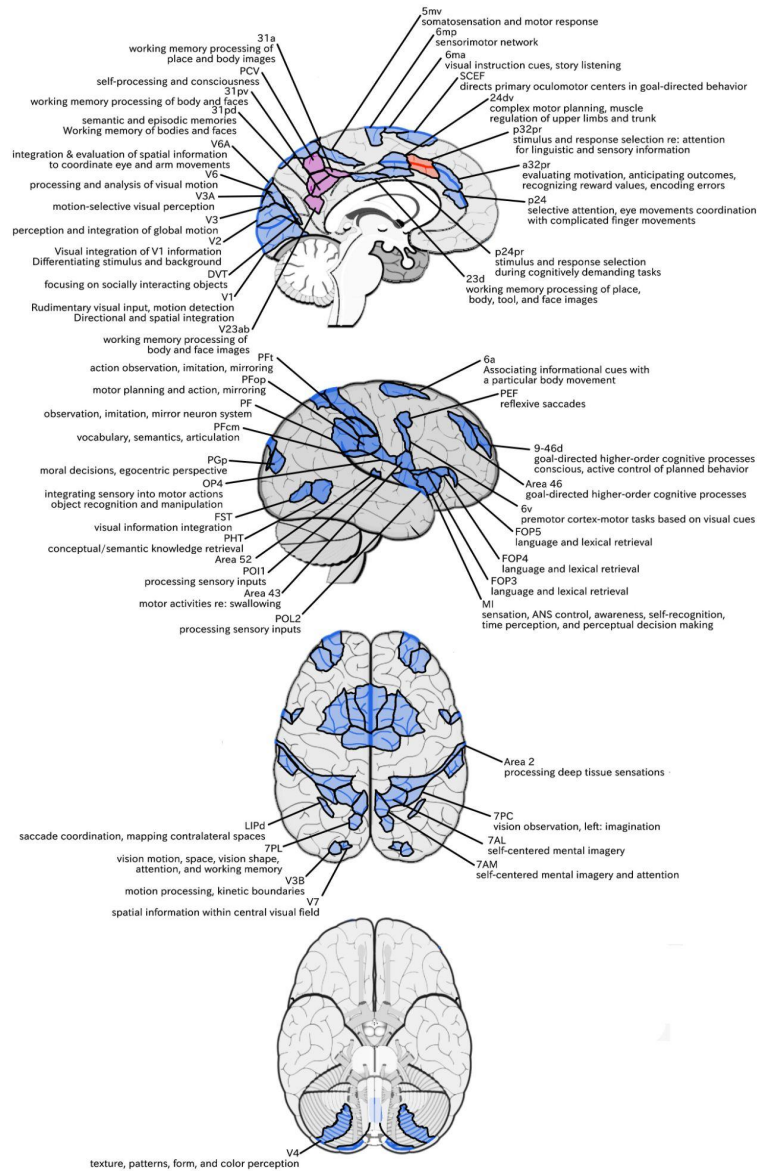 5mv
somatosensation and motor response
6mp
sensorimotor network
6ma
visual instruction cues, story listening
SCEF
directs primary oculomotor centers in goal-directed behavior
24dv
complex motor planning, muscle
regulation of upper limbs and trunk
p32pr
stimulus and response selection re: attention
for linguistic and sensory information
a32pr
evaluating motivation, anticipating outcomes,
recognizing reward values, encoding errors
p24
selective attention, eye movements coordination
with complicated finger movements
p24pr
stimulus and response selection
during cognitively demanding tasks
23d
working memory processing of place,
body, tool, and face images
31a
working memory processing of
place and body images
PCV
self-processing and consciousness
31pv
working memory processing of body and faces
31pd
semantic and episodic memories
Working memory of bodies and faces
V6A
integration & evaluation of spatial information
to coordinate eye and arm movements
V6
processing and analysis of visual motion
V3A
motion-selective visual perception
V3
perception and integration of global motion
V2
Visual integration of V1 information
Differentiating stimulus and background
DVT
focusing on socially interacting objects
V1
Rudimentary visual input, motion detection
Directional and spatial integration
V23ab
working memory processing of
body and face images
PFt
action observation, imitation, mirroring
PFop
motor planning and action, mirroring
PF
observation, imitation, mirror neuron system
PFcm
vocabulary, semantics, articulation
PGp
moral decisions, egocentric perspective
OP4
integrating sensory into motor actions
object recognition and manipulation
FST
visual information integration
PHT
conceptual/semantic knowledge retrieval
Area 52
POI1
processing sensory inputs
Area 43
motor activities re: swallowing
POL2
processing sensory inputs
6a
Associating informational cues with
a particular body movement
PEF
reflexive saccades
9-46d
goal-directed higher-order cognitive processes
conscious, active control of planned behavior
Area 46
goal-directed higher-order cognitive processes
6v
premotor cortex-motor tasks based on visual cues
FOP5
language and lexical retrieval
FOP4
language and lexical retrieval
FOP3
language and lexical retrieval
MI
sensation, ANS control, awareness, self-recognition,
time perception, and perceptual decision making
Area 2
processing deep tissue sensations
7PC
vision observation, left: imagination
7AL
self-centered mental imagery
7AM
self-centered mental imagery and attention
LIPd
saccade coordination, mapping contralateral spaces
7PL
vision motion, space, vision shape,
attention, and working memory
V3B
motion processing, kinetic boundaries
V7
spatial information within central visual field
V4
texture, patterns, form, and color perception